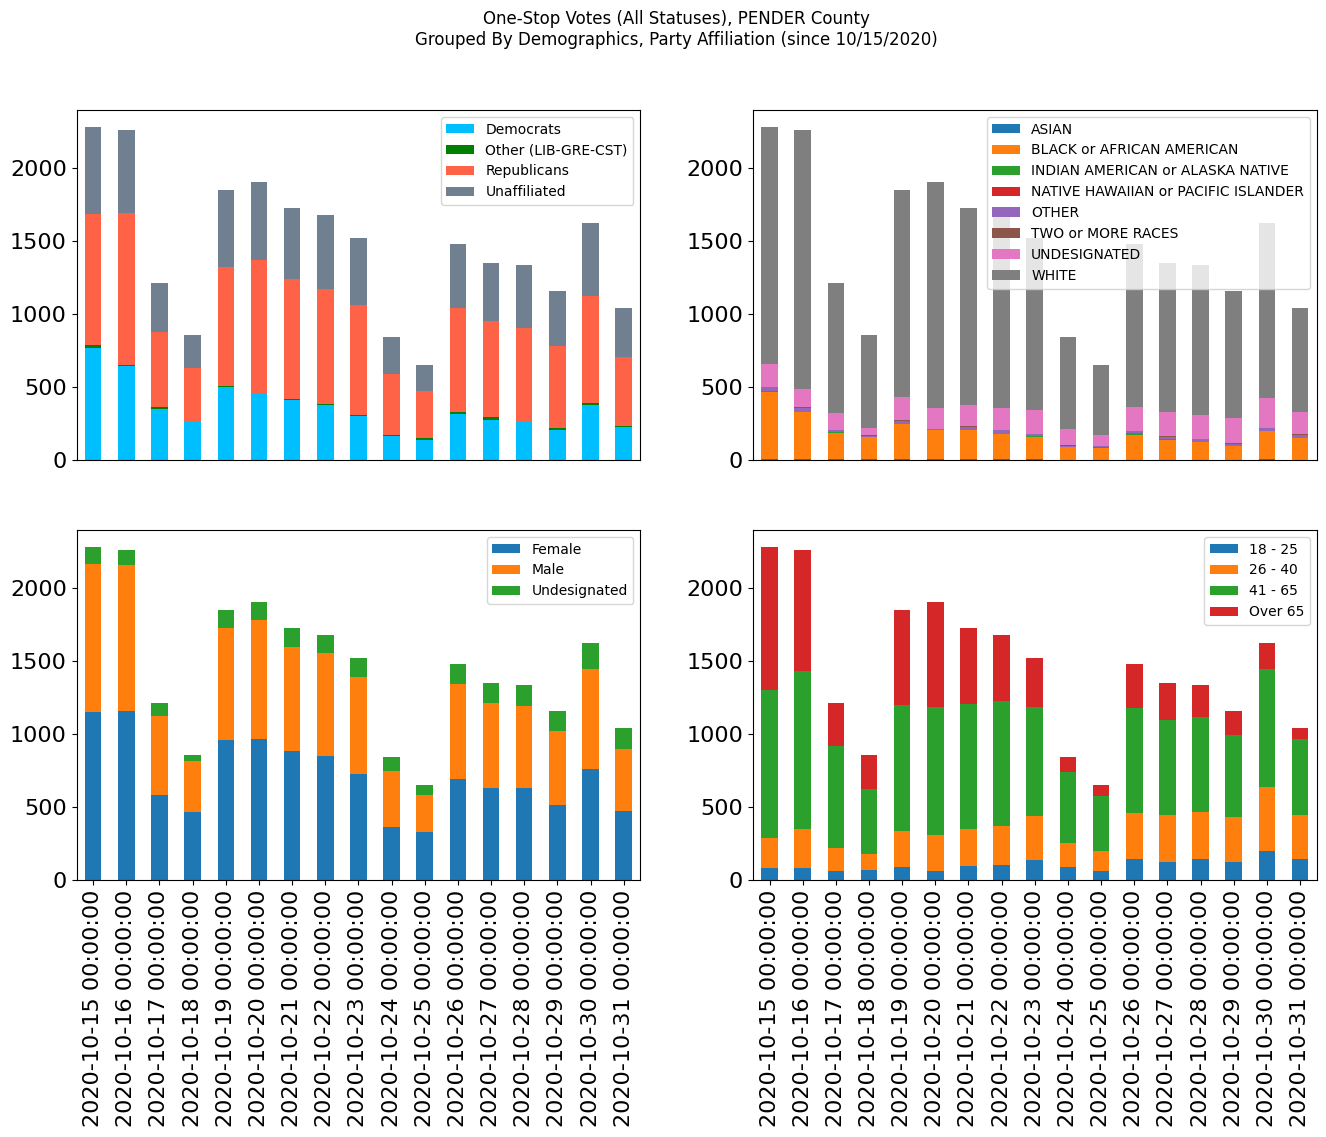 One-Stop Votes (All Statuses), PENDER County
Grouped By Demographics, Party Affiliation (since 10/15/2020)
2000
1500
1000
500
0
Democrats
Other (LIB-GRE-CST)
Republicans
Unaffiliated
2000
1500
1000
500
0
ASIAN
BLACK or AFRICAN AMERICAN
INDIAN AMERICAN or ALASKA NATIVE
NATIVE HAWAIIAN or PACIFIC ISLANDER
OTHER
TWO or MORE RACES
UNDESIGNATED
WHITE
2000
1500
1000
500
0
Female
Male
Undesignated
2020-10-15 00:00:00
2020-10-16 00:00:00
2020-10-17 00:00:00
2020-10-18 00:00:00
2020-10-19 00:00:00
2020-10-20 00:00:00
2020-10-21 00:00:00
2020-10-22 00:00:00
2020-10-23 00:00:00
2020-10-24 00:00:00
2020-10-25 00:00:00
2020-10-26 00:00:00
2020-10-27 00:00:00
2020-10-28 00:00:00
2020-10-29 00:00:00
2020-10-30 00:00:00
2020-10-31 00:00:00
2000
1500
1000
500
0
18 - 25
26 - 40
41 - 65
Over 65
2020-10-15 00:00:00
2020-10-16 00:00:00
2020-10-17 00:00:00
2020-10-18 00:00:00
2020-10-19 00:00:00
2020-10-20 00:00:00
2020-10-21 00:00:00
2020-10-22 00:00:00
2020-10-23 00:00:00
2020-10-24 00:00:00
2020-10-25 00:00:00
2020-10-26 00:00:00
2020-10-27 00:00:00
2020-10-28 00:00:00
2020-10-29 00:00:00
2020-10-30 00:00:00
2020-10-31 00:00:00